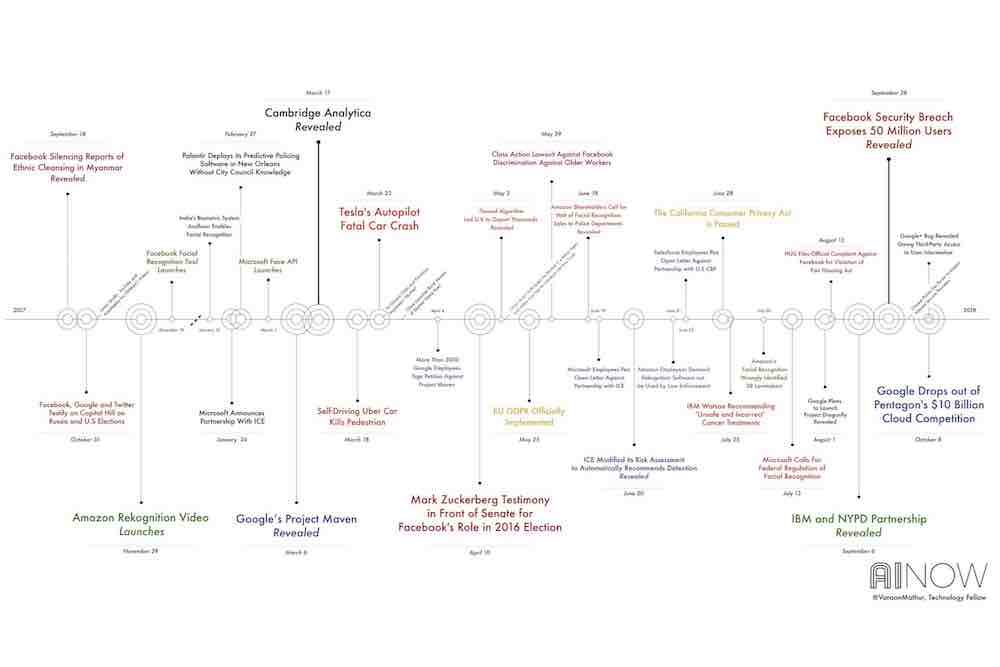 March 17
Cambridge Analytica
Revealed
September 28
Facebook Security Breach
Exposes 50 Million Users
Revealed
September 18
Facebook Silencing Reports of
Ethnic Cleansing in Myanmar
Revealed
February 27
Palantir Deploys its Predictive Policing
Software in New Orleans
Without City Council Knowledge
May 29
Class Action Lawsuit Against Facebook
Discrimination Against Older Workers
March 23
Tesla's Autopilot
Fatal Car Crash
May 3
Led U.K to Deport Thousands
Revealed
June 18
Amazon Shareholders Call for
Halt of Facial Recognition
Sales to Police Departments
Revealed
June 28
The California Consumer Privacy Act
is Passed
India's Biometric System
Aadhaar Enables
Facial Recognition
Facebook Facial
Recognition Tool
Launches
Microsoft Face API
Launches
Salesforce Employees Pen
Open Letter Against
Partnership with U.S CBP
August 13
HUD Files Official Complaint Against
Facebook for Violation of
Fair Housing Act
Google+ Bug Revealed
Giving Third-Party Access
to User Information
2017
2018
December 19
January
March 1
April 4
June 19
June 21
June 25
July 26
More Than 3000
Google Employees
Sign Petition Against
Project Maven
Microsoft Employees Pen
Open Letter Against
Partnership with ICE
Amazon Employees Demand
Rekognition Software not
be Used by Law Enforcement
Amazon's
Facial Recognition
Wrongly Identified
28 Lawmakers
Facebook, Google and Twitter
Testify on Capitol Hill on
Russia and U.S Elections
October 31
Microsoft Announces
Partnership With ICE
January 24
Self-Driving Uber Car
Kills Pedestrian
March 18
EU GDPR Officially
Implemented
May 25
IBM Watson Reccomending
"Unsafe and Incorrect"
Cancer Treatments
July 25
Google Plans
to Launch
Project Dragonfly
Revealed
August 1
Google Drops out of
Pentagon's $10 Billion
Cloud Competition
October 8
ICE Modified its Risk Assessment
to Automatically Recommends Detention
Revealed
June 20
Microsoft Calls For
Federal Regulation of
Facial Recognition
July 13
Amazon Rekognition Video
Launches
November 29
Google's Project Maven
Revealed
March 6
Mark Zuckerberg Testimony
in Front of Senate for
Facebook's Role in 2016 Election
April 10
IBM and NYPD Partnership
Revealed
September 6
AINOW
@VaroonMathur, Technology Fellow